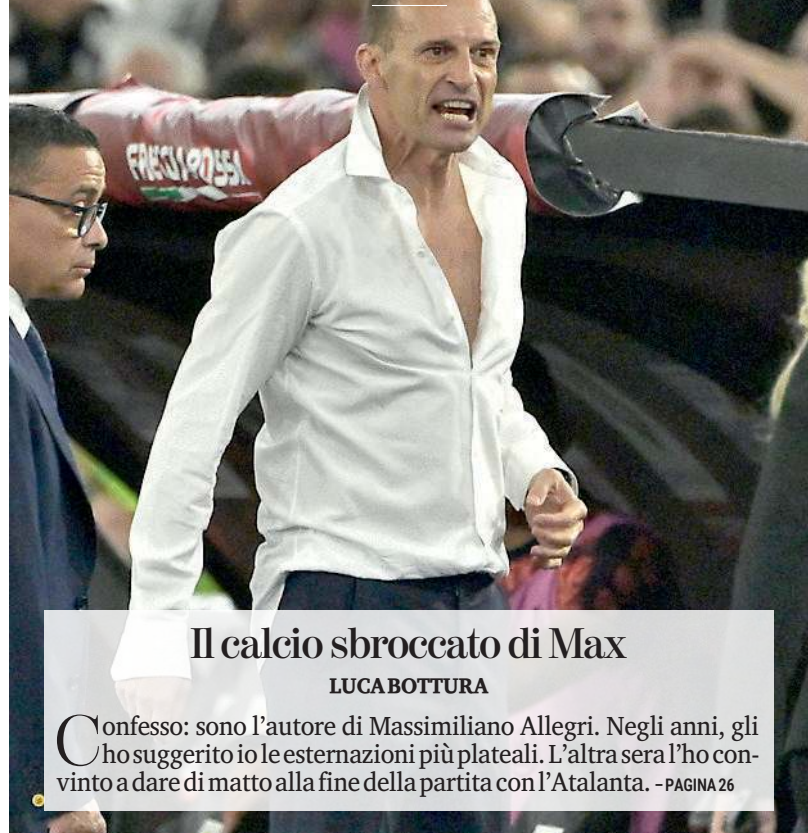 FRECCIAROSSA
Il calcio sbroccato di Max
LUCA BOTTURA
Confesso: sono l’autore di Massimiliano Allegri. Negli anni, gli
ho suggerito io le esternazioni più plateali. L’altra sera l’ho con-
vinto a dare di matto alla fine della partita con l’Atalanta. – PAGINA 26